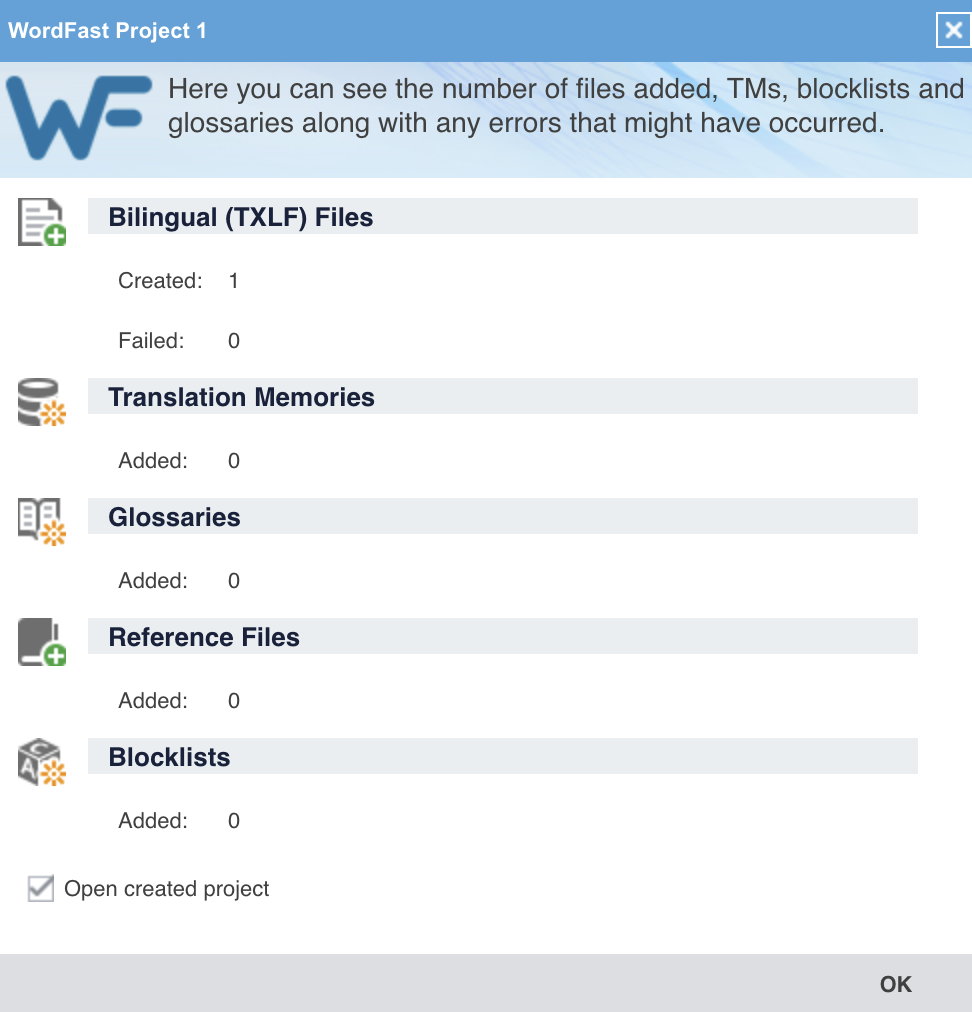 WordFast Project 1
WF
Here you can see the number of files added, TMs, blocklists and
glossaries along with any errors that might have occurred.
Bilingual (TXLF) Files
Created: 1
Failed: 0
Translation Memories
Added: 0
Glossaries
Added: 0
Reference Files
Added: 0
CA
Blocklists
Added: 0
Open created project
OK